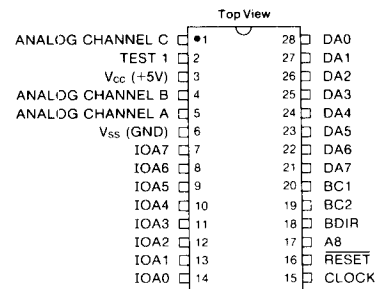 Top View
ANALOG CHANNEL C 1 28 DA0
TEST 1 2 27 DA1
Vcc (+5V) 3 26 DA2
ANALOG CHANNEL B 4 25 DA3
ANALOG CHANNEL A 5 24 DA4
Vss (GND) 6 23 DA5
IOA7 7 22 DA6
IOA6 8 21 DA7
IOA5 9 20 BC1
IOA4 10 19 BC2
IOA3 11 18 BDIR
IOA2 12 17 A8
IOA1 13 16 RESET
IOA0 14 15 CLOCK